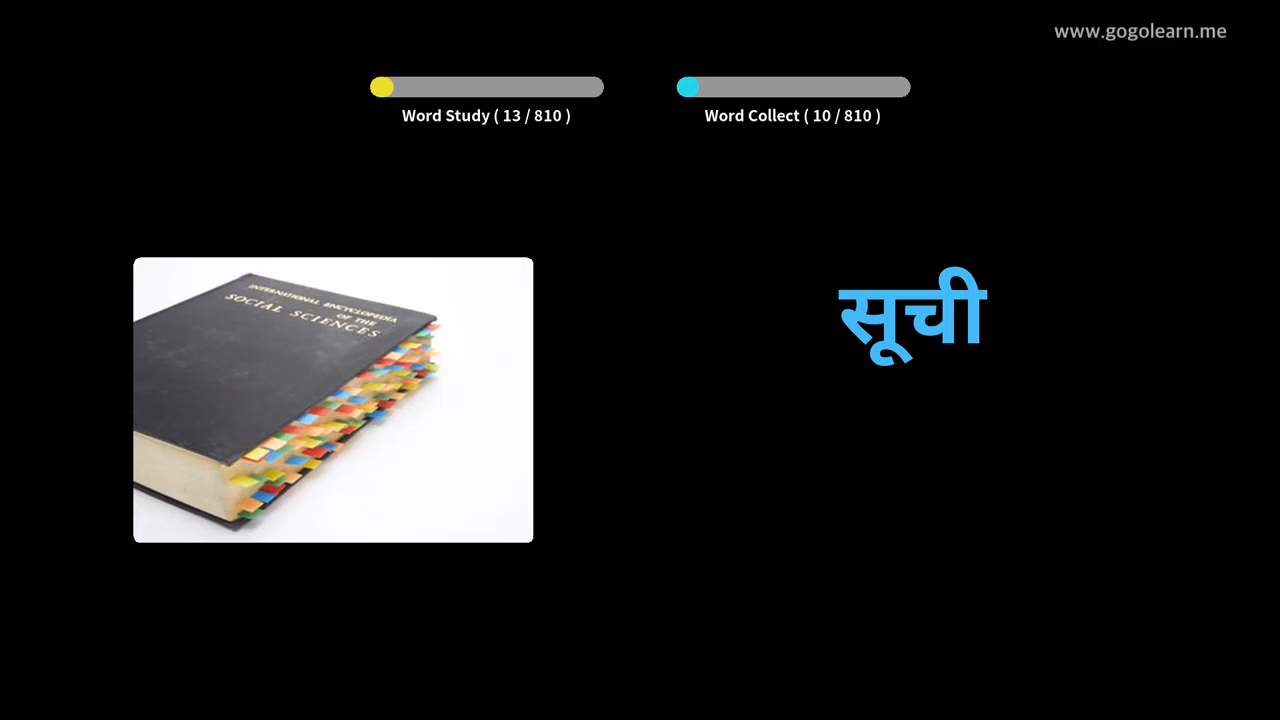 www.gogolearn.me
Word Study ( 13 / 810 )
Word Collect ( 10 / 810 )
INTERNATIONAL ENCYCLOPEDIA
OF THE
SOCIAL SCIENCES
सूची